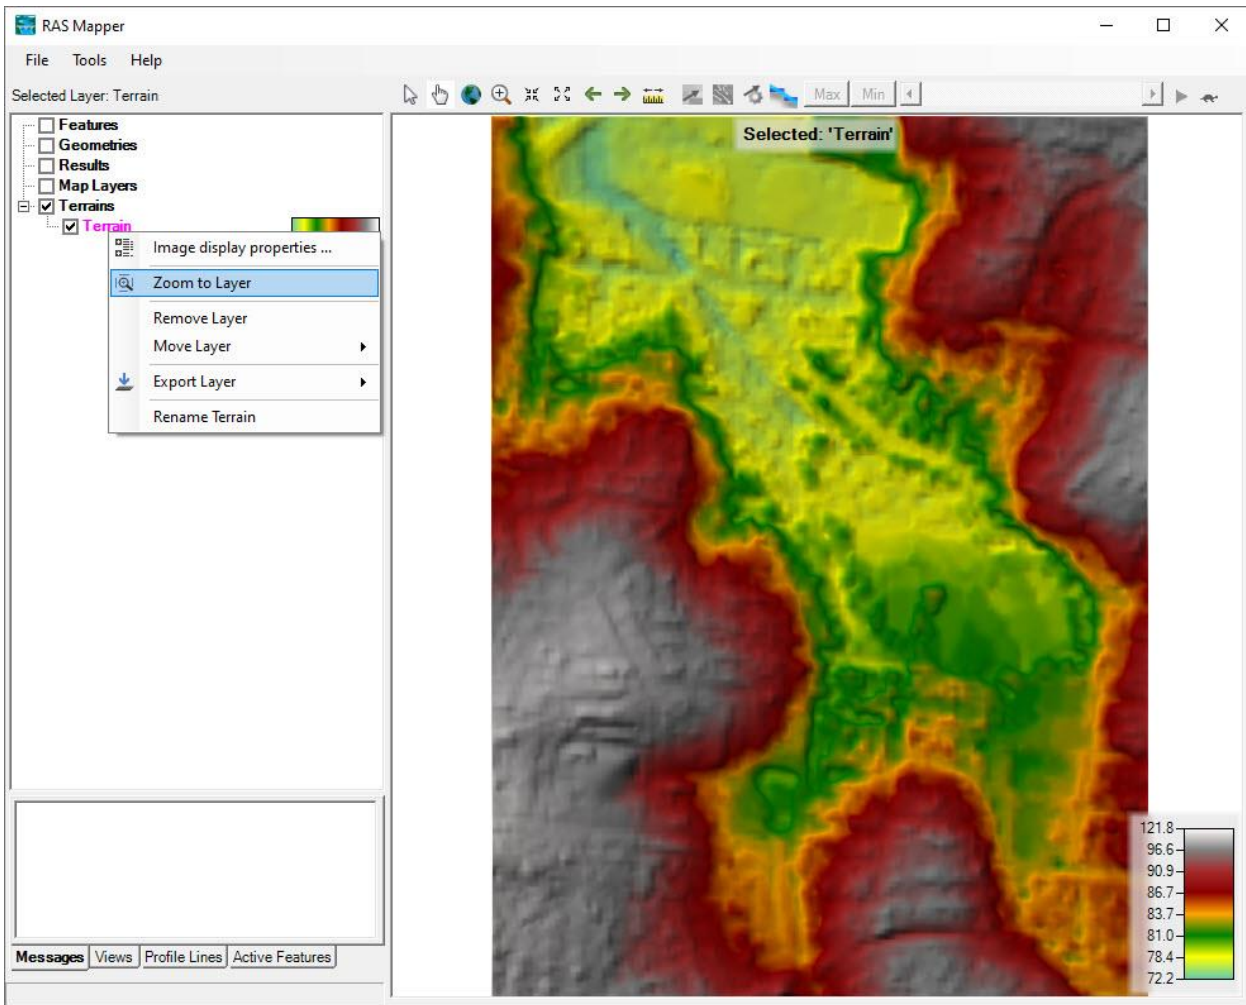 RAS Mapper
File Tools Help
Selected Layer: Terrain
Max Min
Features
Geometries
Results
Map Layers
Terrains
Terrain
Image display properties ...
Zoom to Layer
Remove Layer
Move Layer
Export Layer
Rename Terrain
Selected: 'Terrain'
121.8
96.6
90.9
86.7
83.7
81.0
78.4
72.2
Messages Views Profile Lines Active Features